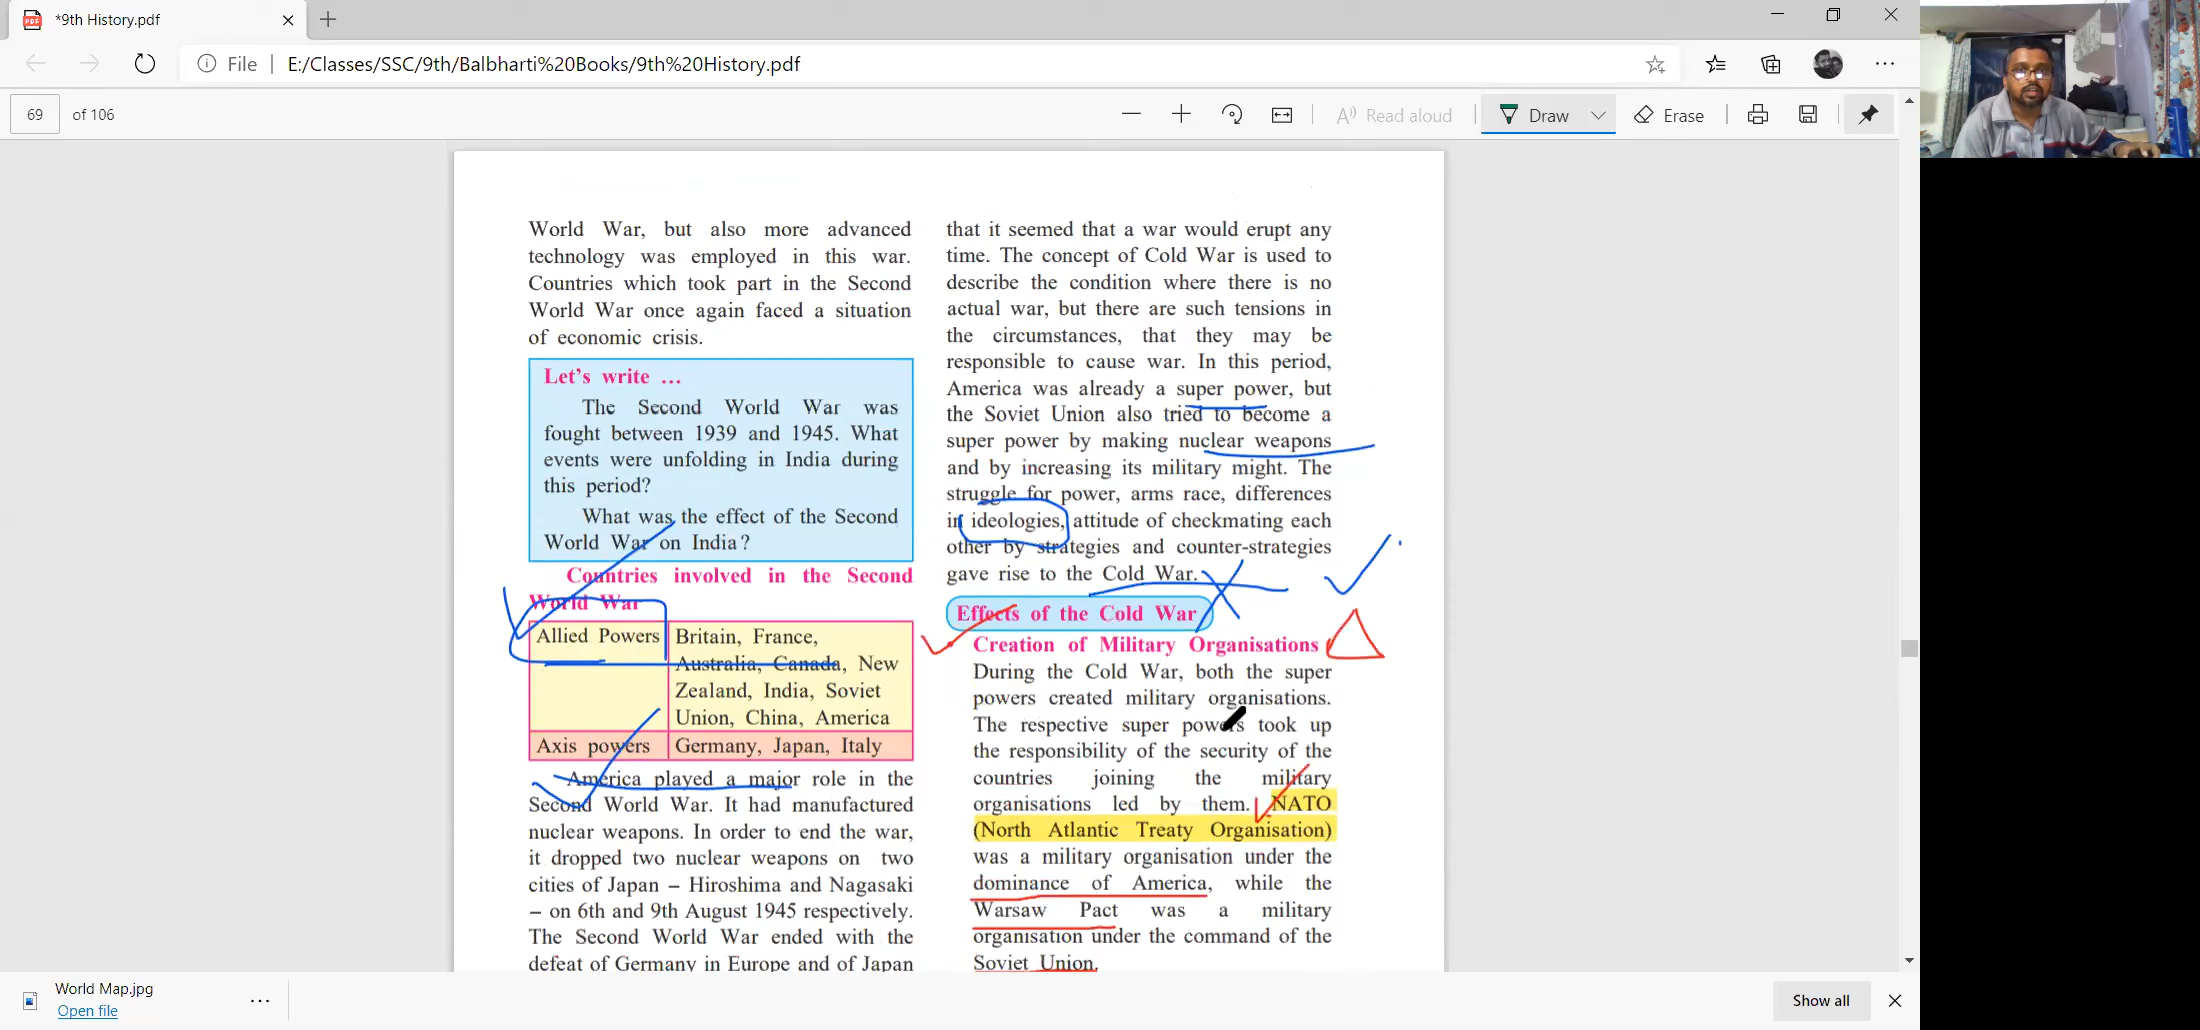 *9th History.pdf
File
E:/Classes/SSC/9th/Balbharti%20Books/9th%20History.pdf
69 of 106
Read aloud
Draw
Erase
World War, but also more advanced
technology was employed in this war.
Countries which took part in the Second
World War once again faced a situation
of economic crisis.
Let's write ...
The Second World War was
fought between 1939 and 1945. What
events were unfolding in India during
this period?
What was the effect of the Second
World War on India?
Countries involved in the Second
World War
Allied Powers Britain, France,
Australia, Canada, New
Zealand, India, Soviet
Union, China, America
Axis powers Germany, Japan, Italy
America played a major role in the
Second World War. It had manufactured
nuclear weapons. In order to end the war,
it dropped two nuclear weapons on two
cities of Japan – Hiroshima and Nagasaki
– on 6th and 9th August 1945 respectively.
The Second World War ended with the
defeat of Germany in Europe and of Japan
that it seemed that a war would erupt any
time. The concept of Cold War is used to
describe the condition where there is no
actual war, but there are such tensions in
the circumstances, that they may be
responsible to cause war. In this period,
America was already a super power, but
the Soviet Union also tried to become a
super power by making nuclear weapons
and by increasing its military might. The
struggle for power, arms race, differences
in ideologies, attitude of checkmating each
other by strategies and counter-strategies
gave rise to the Cold War.
Effects of the Cold War
Creation of Military Organisations
During the Cold War, both the super
powers created military organisations.
The respective super powers took up
the responsibility of the security of the
countries joining the military
organisations led by them. NATO
(North Atlantic Treaty Organisation)
was a military organisation under the
dominance of America, while the
Warsaw Pact was a military
organisation under the command of the
Soviet Union.
World Map.jpg
Open file
Show all